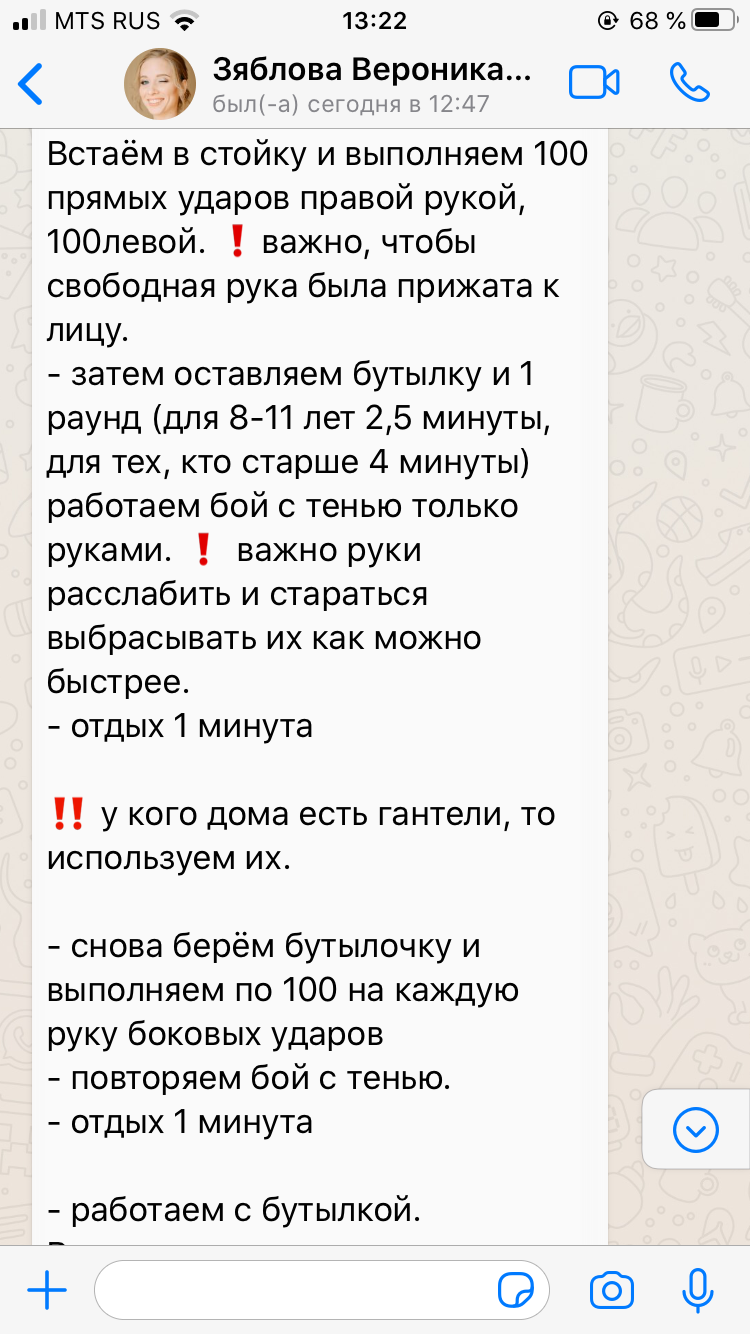 MTS RUS
13:22
68 %
Зяблова Вероника...
был(-а) сегодня в 12:47
Встаём в стойку и выполняем 100
прямых ударов правой рукой,
100левой. ❗ важно, чтобы
свободная рука была прижата к
лицу.
- затем оставляем бутылку и 1
раунд (для 8-11 лет 2,5 минуты,
для тех, кто старше 4 минуты)
работаем бой с тенью только
руками. ❗ важно руки
расслабить и стараться
выбрасывать их как можно
быстрее.
- отдых 1 минута
‼️ у кого дома есть гантели, то
используем их.
- снова берём бутылочку и
выполняем по 100 на каждую
руку боковых ударов
- повторяем бой с тенью.
- отдых 1 минута
- работаем с бутылкой.